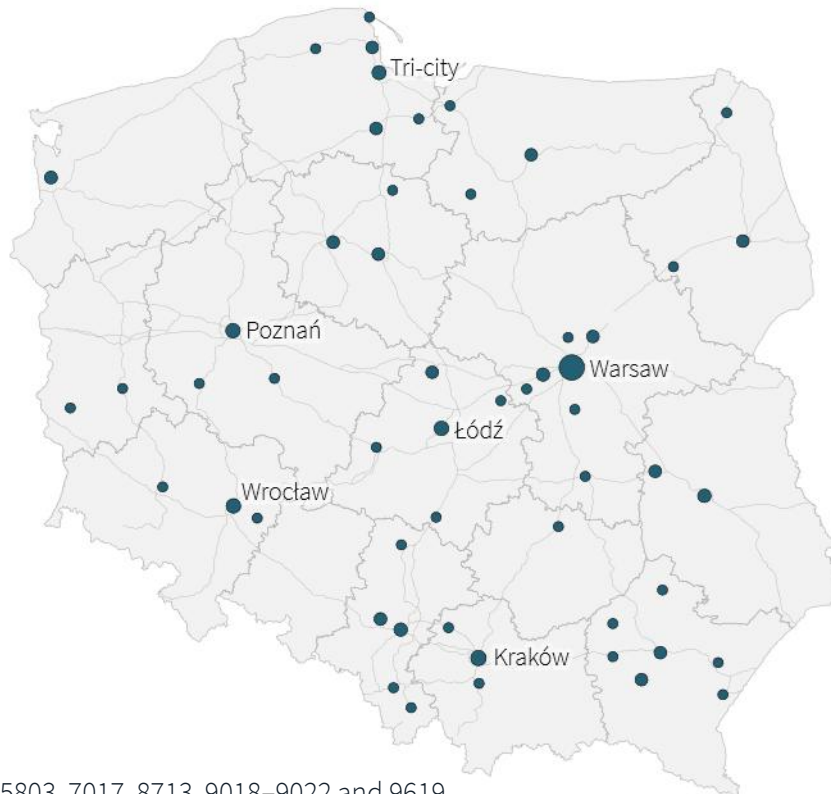 Tri-city
Poznań
Warsaw
Łódź
Wrocław
Kraków
5803, 7017, 8713, 9018–9022 and 9619